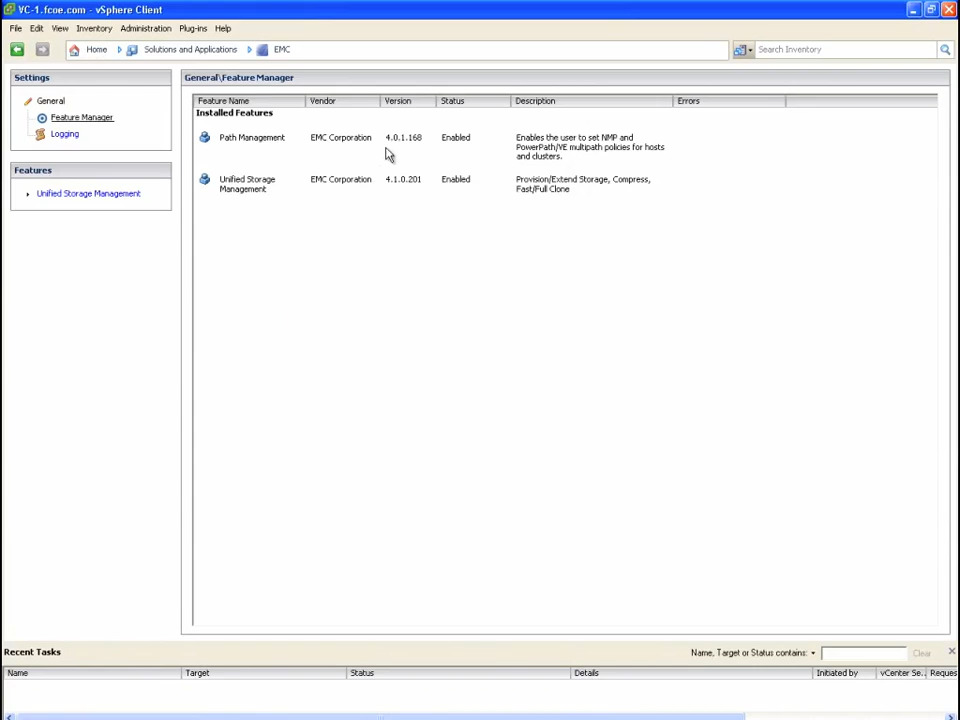 VC-1.fcoe.com - vSphere Client
File Edit View Inventory Administration Plug-ins Help
Home Solutions and Applications EMC Search Inventory
Settings
General
Feature Manager
Logging
Features
Unified Storage Management
General\Feature Manager
Feature Name Vendor Version Status Description Errors
Installed Features
Path Management EMC Corporation 4.0.1.168 Enabled Enables the user to set NMP and
PowerPath/VE multipath policies for hosts
and clusters.
Unified Storage EMC Corporation 4.1.0.201 Enabled Provision/Extend Storage, Compress,
Management Fast/Full Clone
Recent Tasks Name, Target or Status contains: Clear
Name Target Status Details Initiated by vCenter Se.. Reques